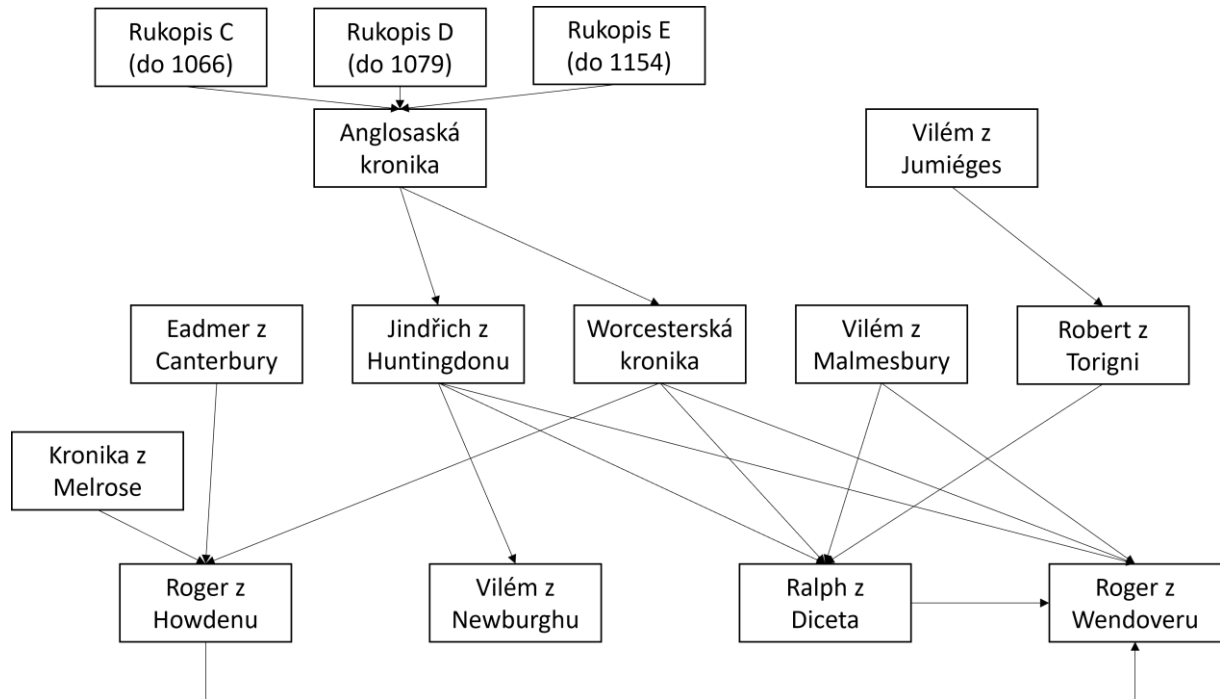 Rukopis C
(do 1066)
Rukopis D
(do 1079)
Rukopis E
(do 1154)
Anglosaská
kronika
Vilém z
Jumiéges
Eadmer z
Canterbury
Jindřich z
Huntingdonu
Worcesterská
kronika
Vilém z
Malmesbury
Robert z
Torigni
Kronika z
Melrose
Roger z
Howdenu
Vilém z
Newburghu
Ralph z
Diceta
Roger z
Wendoveru